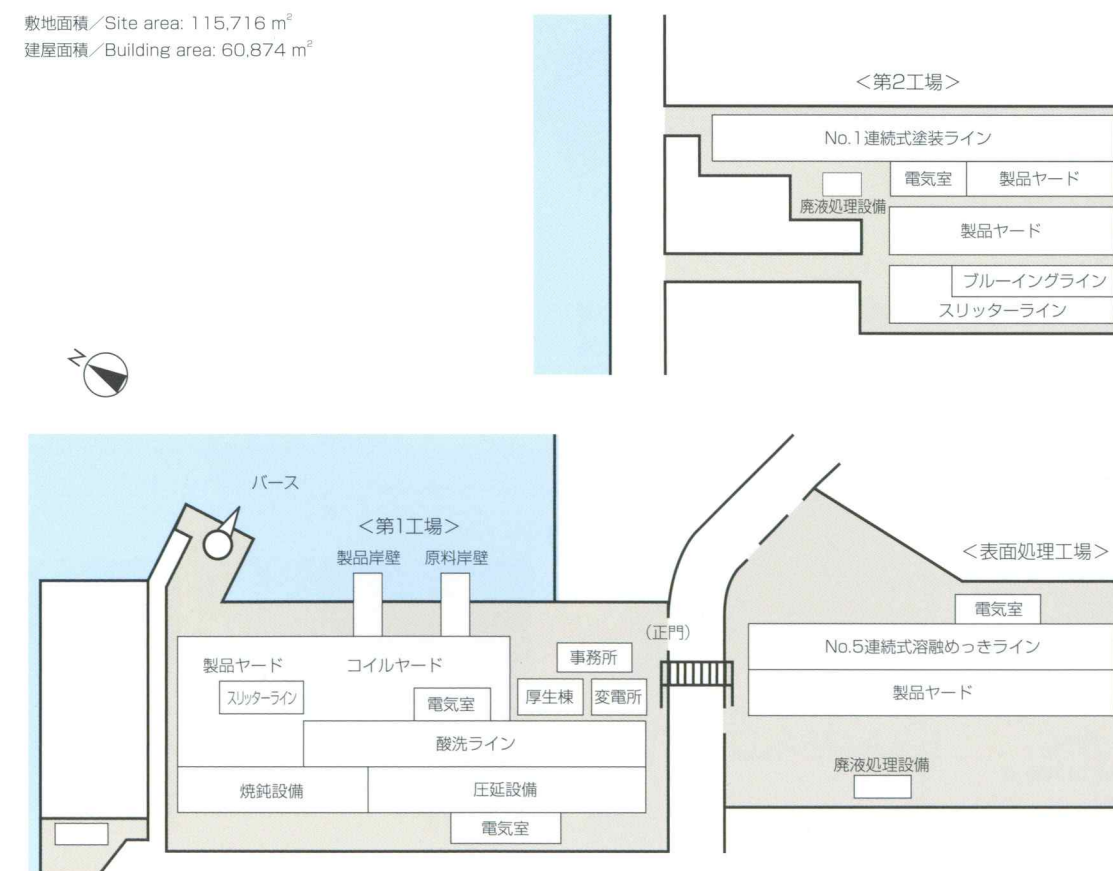 敷地面積／Site area: 115,716 m²
建屋面積／Building area: 60,874 m²
＜第2工場＞
No.1連続式塗装ライン
電気室
製品ヤード
廃液処理設備
製品ヤード
ブルーイングライン
スリッターライン
N
バース
＜第1工場＞
製品岸壁
原料岸壁
＜表面処理工場＞
電気室
(正門)
事務所
No.5連続式溶融めっきライン
製品ヤード
コイルヤード
スリッターライン
電気室
厚生棟
変電所
製品ヤード
酸洗ライン
廃液処理設備
焼鈍設備
圧延設備
電気室